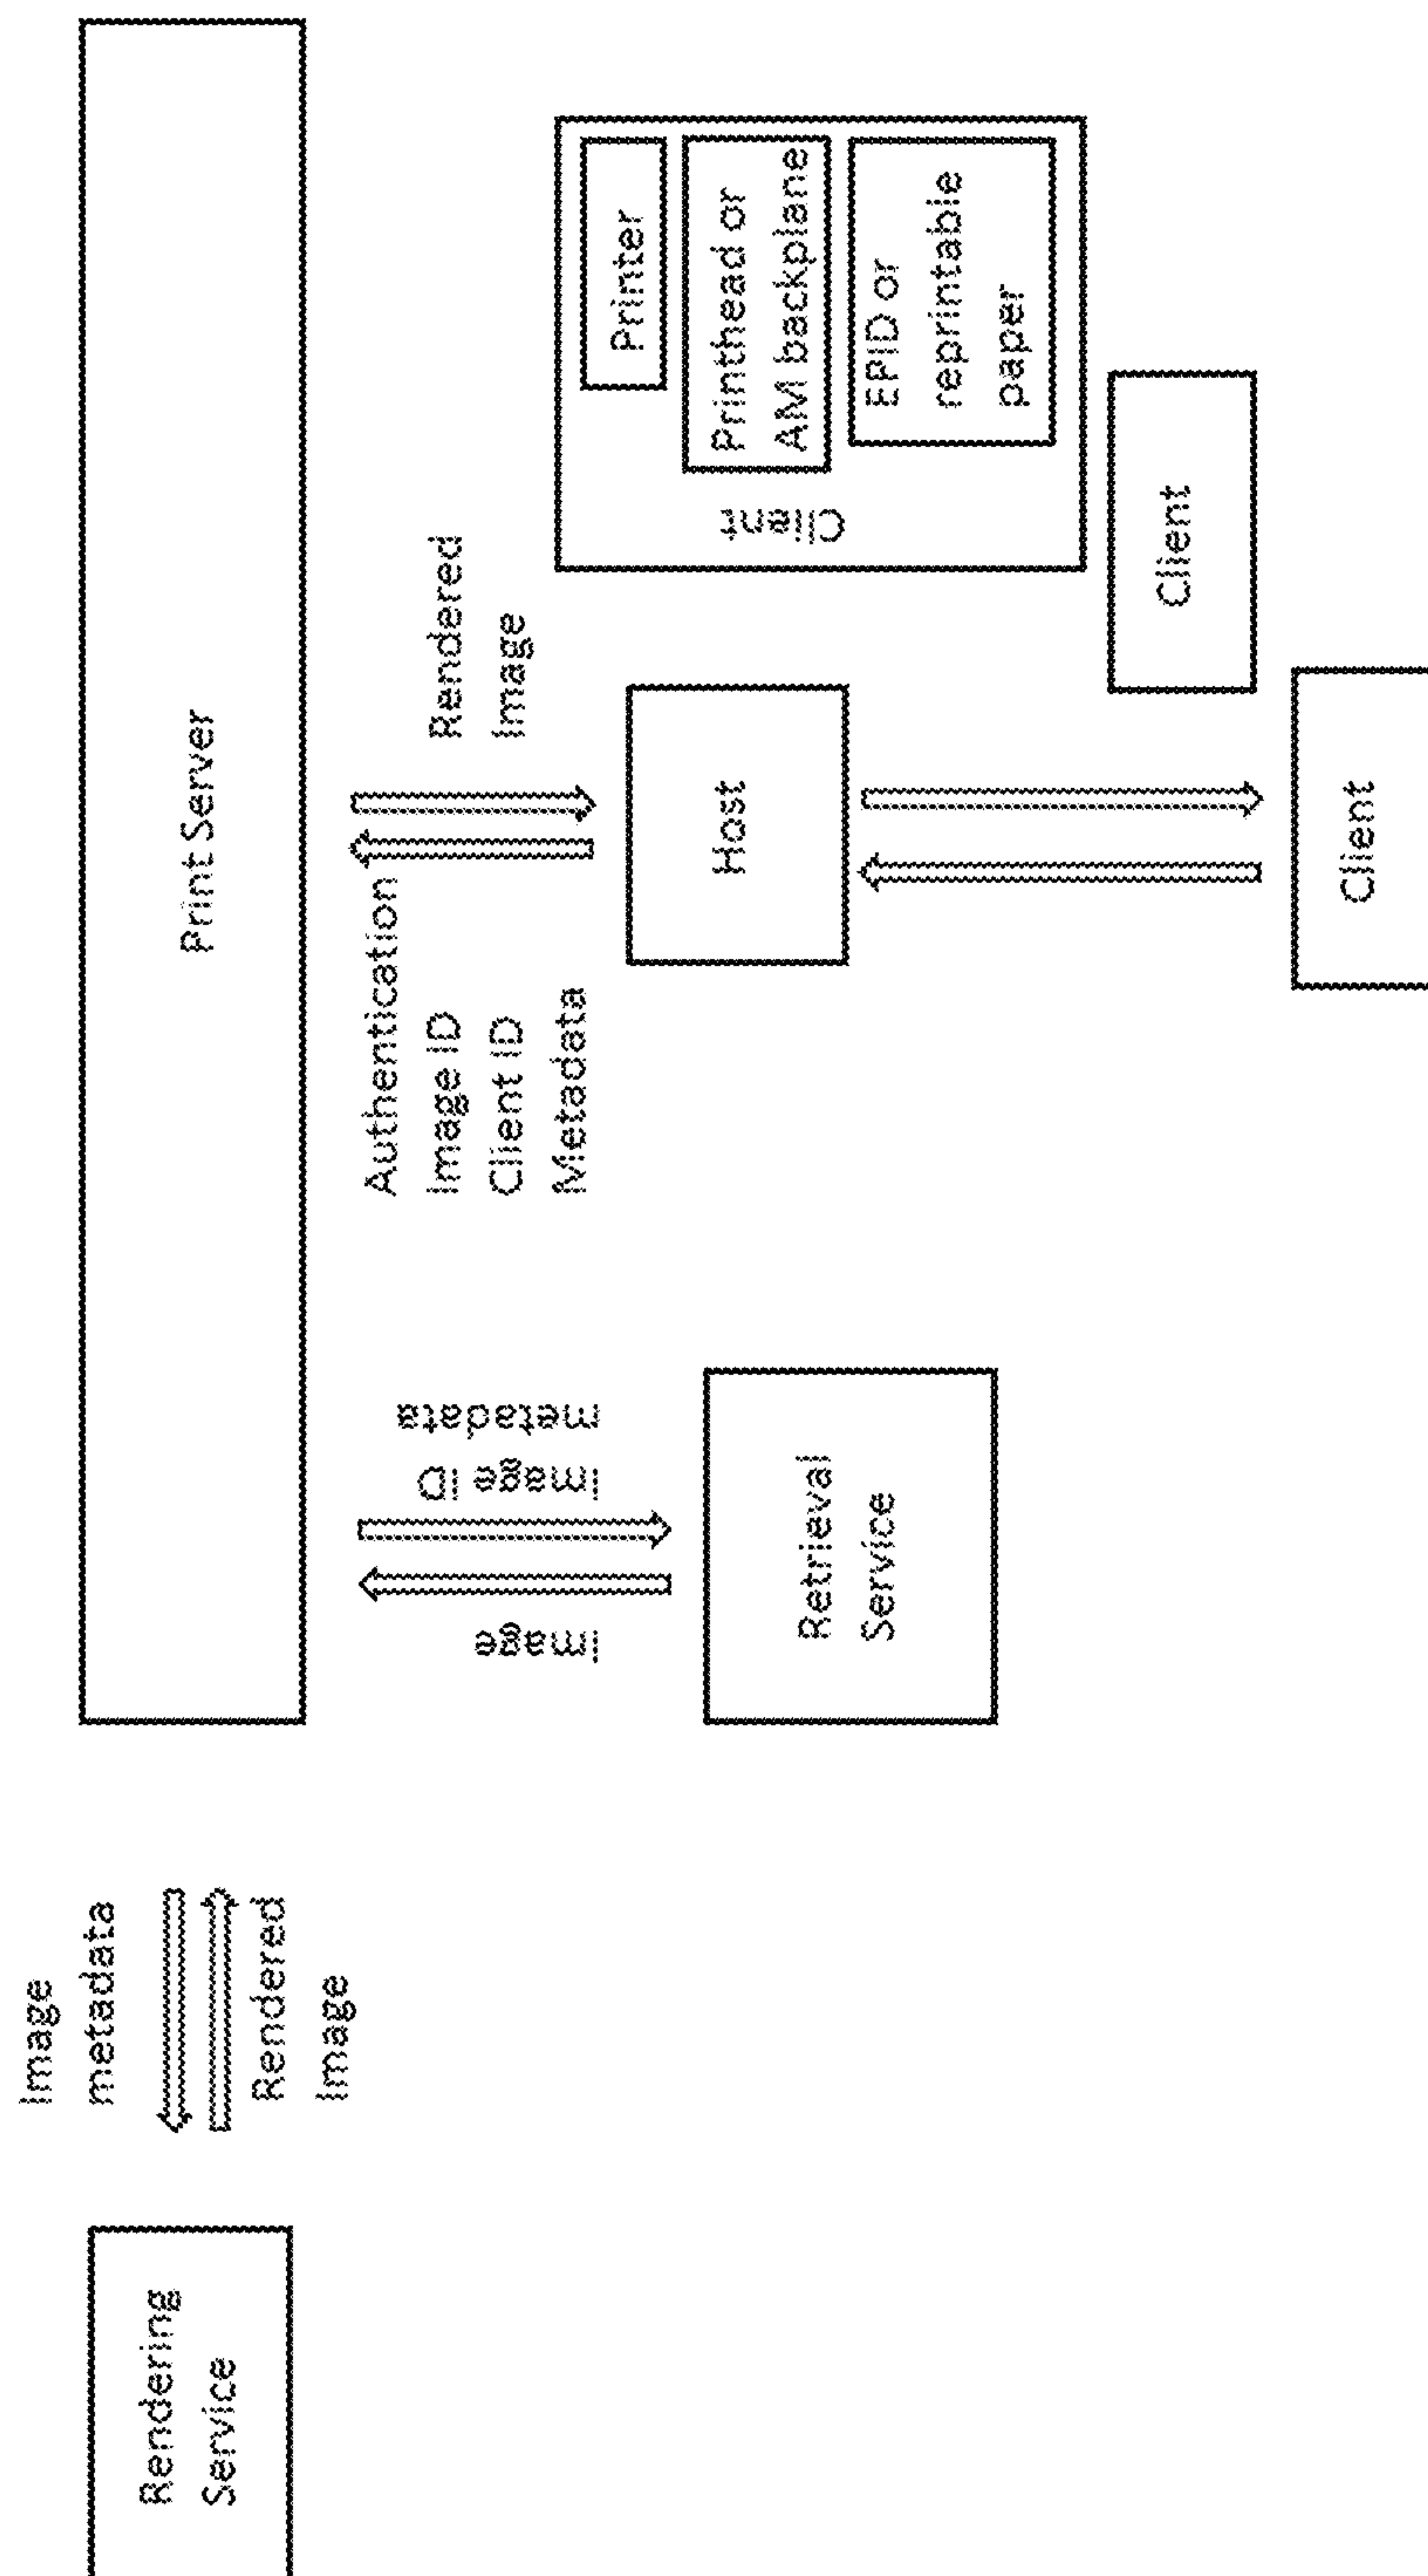 Image
metadata
Rendering
Service
Rendered
Image
Print Server
image
image ID
metadata
Retrieval
Service
Authentication
Image ID
Client ID
Metadata
Rendered
Image
Host
Client
Printer
Printhead or
AM backplane
EPID or
reprintable
paper
Client
Client